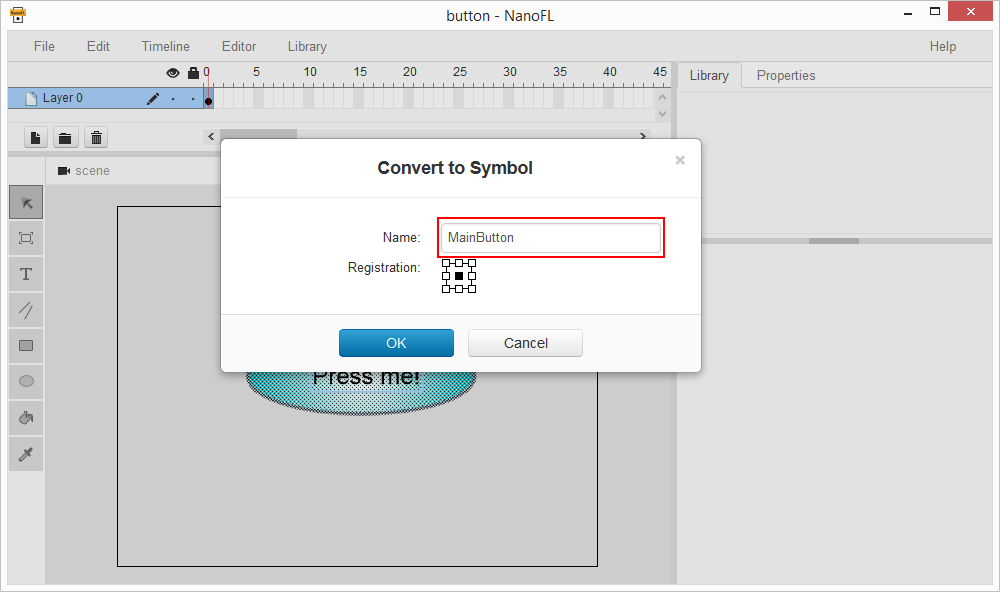 button - NanoFL
File Edit Timeline Editor Library Help
0 5 10 15 20 25 30 35 40 45
Library Properties
Layer 0
scene
Convert to Symbol
×
Name: MainButton
Registration:
OK Cancel
Press me!